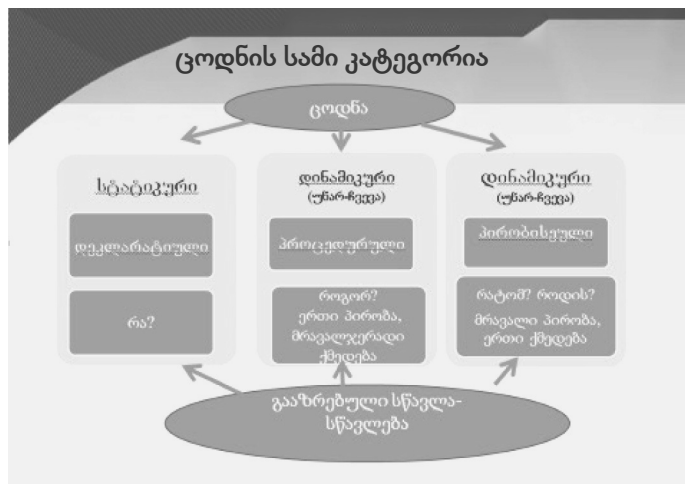 ცოდნის სამი კატეგორია
ცოდნა
სტატიკური
დეკლარატიული
რა?
დინამიკური
(უნარ-ჩვევა)
პროცედურული
როგორ?
ერთი პირობა,
მრავალჯერადი
ქმედება
დინამიკური
(უნარ-ჩვევა)
პირობისეული
რატომ? როდის?
მრავალი პირობა,
ერთი ქმედება
გააზრებული სწავლა-
სწავლება